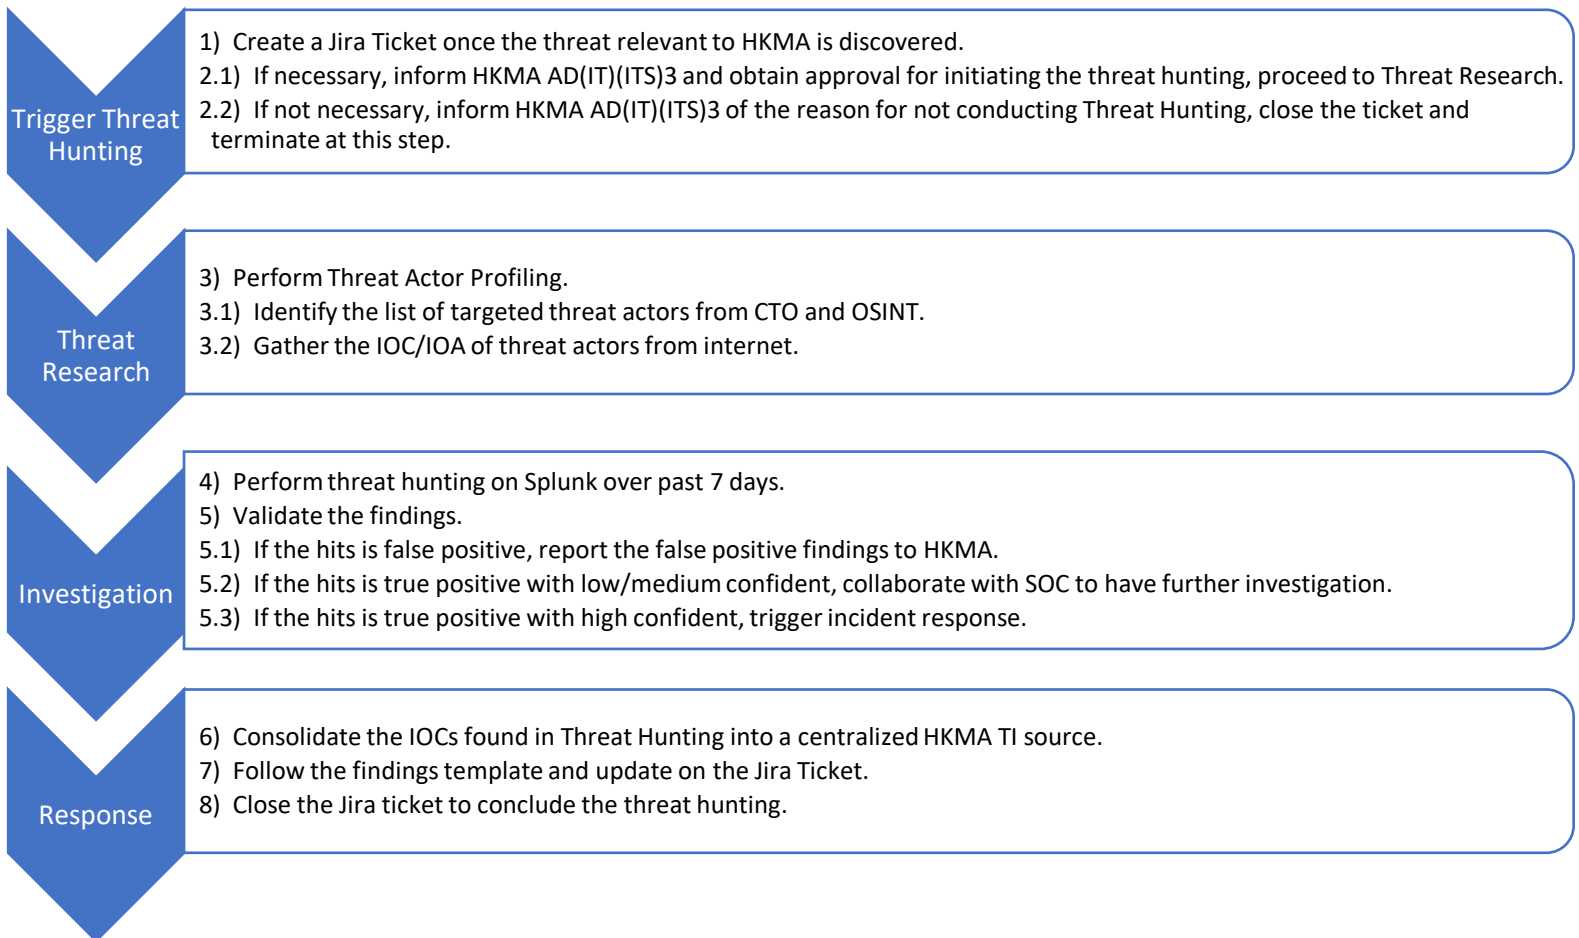 Trigger Threat
Hunting
1) Create a Jira Ticket once the threat relevant to HKMA is discovered.
2.1) If necessary, inform HKMA AD(IT)(ITS)3 and obtain approval for initiating the threat hunting, proceed to Threat Research.
2.2) If not necessary, inform HKMA AD(IT)(ITS)3 of the reason for not conducting Threat Hunting, close the ticket and
terminate at this step.
Threat
Research
3) Perform Threat Actor Profiling.
3.1) Identify the list of targeted threat actors from CTO and OSINT.
3.2) Gather the IOC/IOA of threat actors from internet.
Investigation
4) Perform threat hunting on Splunk over past 7 days.
5) Validate the findings.
5.1) If the hits is false positive, report the false positive findings to HKMA.
5.2) If the hits is true positive with low/medium confident, collaborate with SOC to have further investigation.
5.3) If the hits is true positive with high confident, trigger incident response.
Response
6) Consolidate the IOCs found in Threat Hunting into a centralized HKMA TI source.
7) Follow the findings template and update on the Jira Ticket.
8) Close the Jira ticket to conclude the threat hunting.